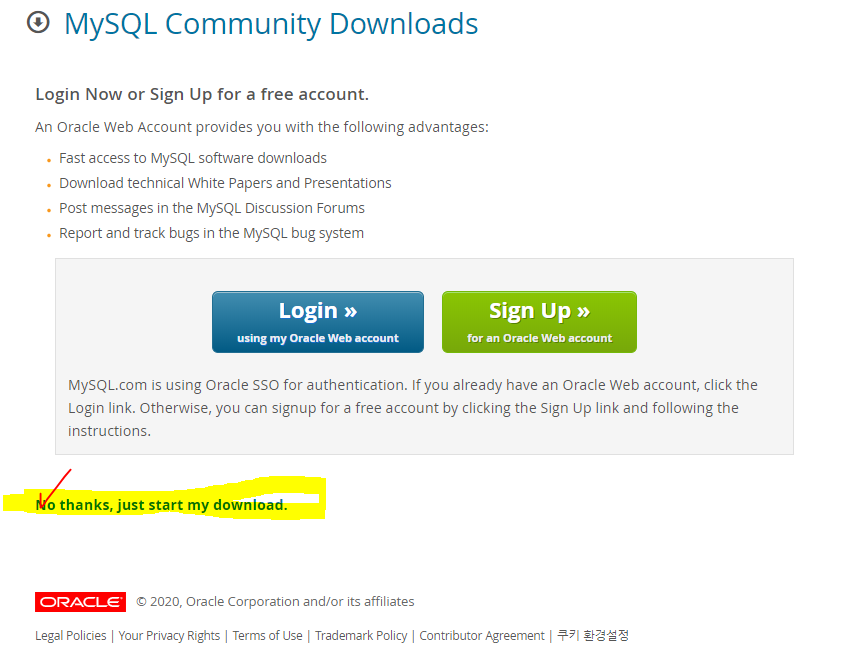 MySQL Community Downloads
Login Now or Sign Up for a free account.
An Oracle Web Account provides you with the following advantages:
Fast access to MySQL software downloads
Download technical White Papers and Presentations
Post messages in the MySQL Discussion Forums
Report and track bugs in the MySQL bug system
Login »
using my Oracle Web account
Sign Up »
for an Oracle Web account
MySQL.com is using Oracle SSO for authentication. If you already have an Oracle Web account, click the
Login link. Otherwise, you can signup for a free account by clicking the Sign Up link and following the
instructions.
No thanks, just start my download.
ORACLE © 2020, Oracle Corporation and/or its affiliates
Legal Policies | Your Privacy Rights | Terms of Use | Trademark Policy | Contributor Agreement | 쿠키 환경설정